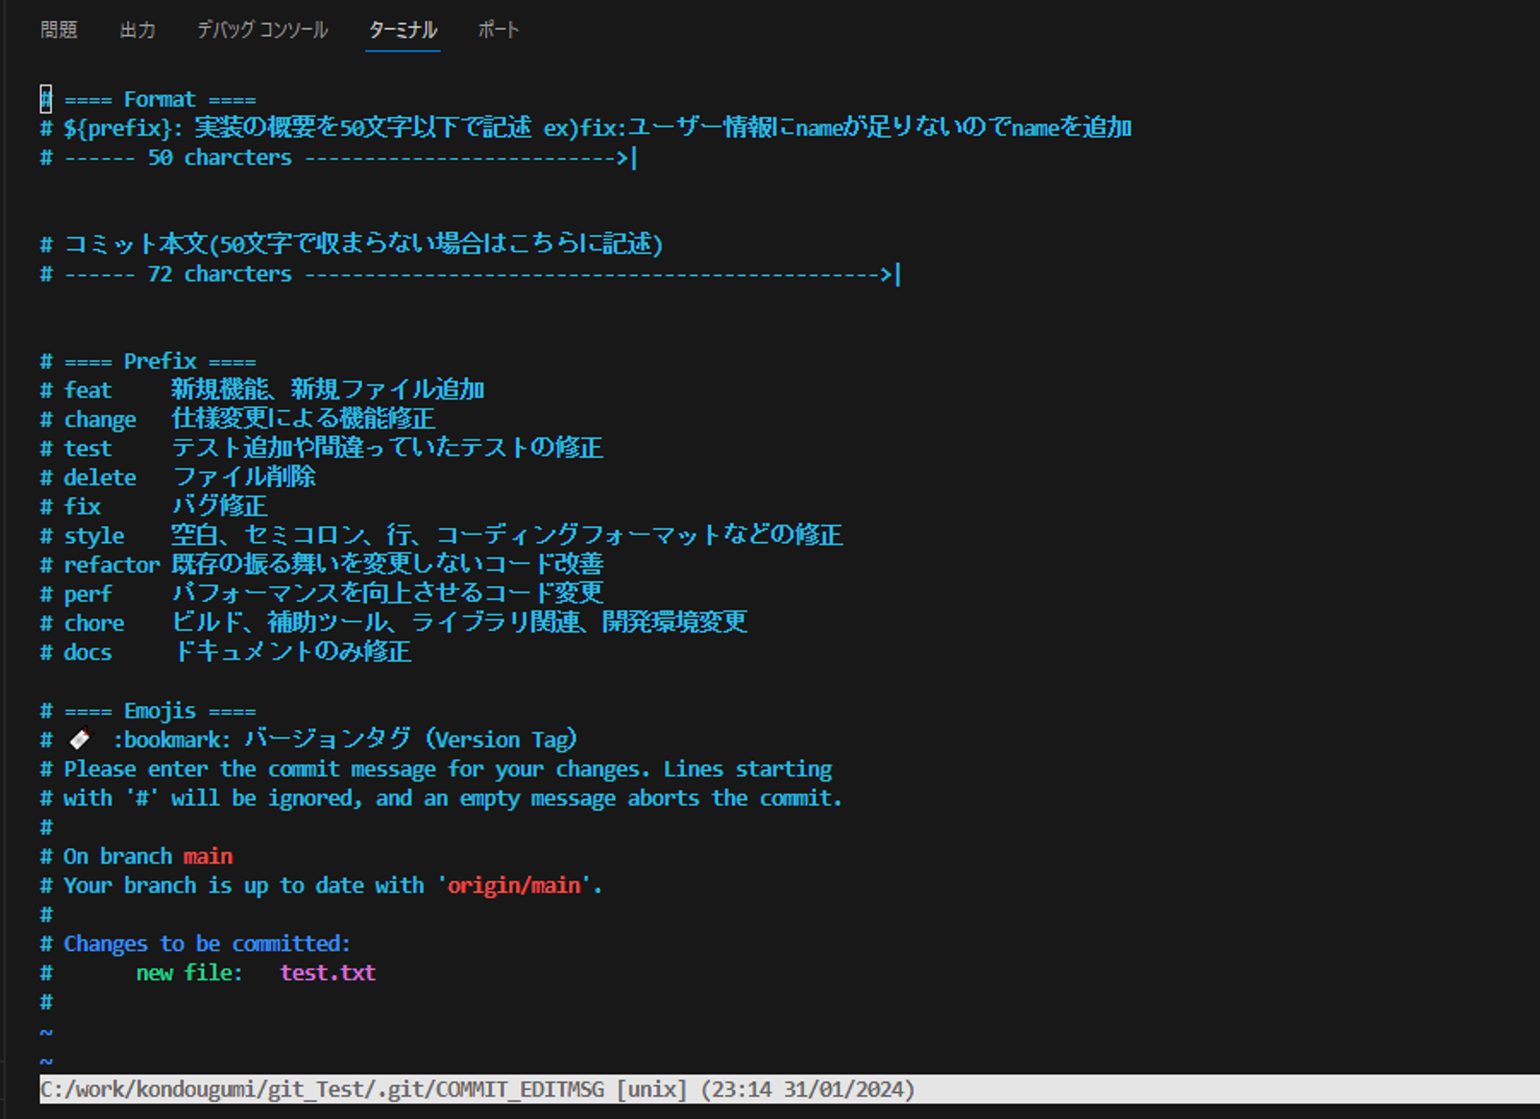 問題 出力 デバッグ コンソール ターミナル ポート
# ==== Format ====
# ${prefix}: 実装の概要を50文字以下で記述 ex)fix:ユーザー情報にnameが足りないのでnameを追加
# ------ 50 charcters -------------------------->|
# コミット本文(50文字で収まらない場合はこちらに記述)
# ------ 72 charcters ------------------------------------------------>|
# ==== Prefix ====
# feat 新規機能、新規ファイル追加
# change 仕様変更による機能修正
# test テスト追加や間違っていたテストの修正
# delete ファイル削除
# fix バグ修正
# style 空白、セミコロン、行、コーディングフォーマットなどの修正
# refactor 既存の振る舞いを変更しないコード改善
# perf パフォーマンスを向上させるコード変更
# chore ビルド、補助ツール、ライブラリ関連、開発環境変更
# docs ドキュメントのみ修正
# ==== Emojis ====
# 🔖 :bookmark: バージョンタグ（Version Tag）
# Please enter the commit message for your changes. Lines starting
# with '#' will be ignored, and an empty message aborts the commit.
#
# On branch main
# Your branch is up to date with 'origin/main'.
#
# Changes to be committed:
# new file: test.txt
#
~
~
C:/work/kondougumi/git_Test/.git/COMMIT_EDITMSG [unix] (23:14 31/01/2024)